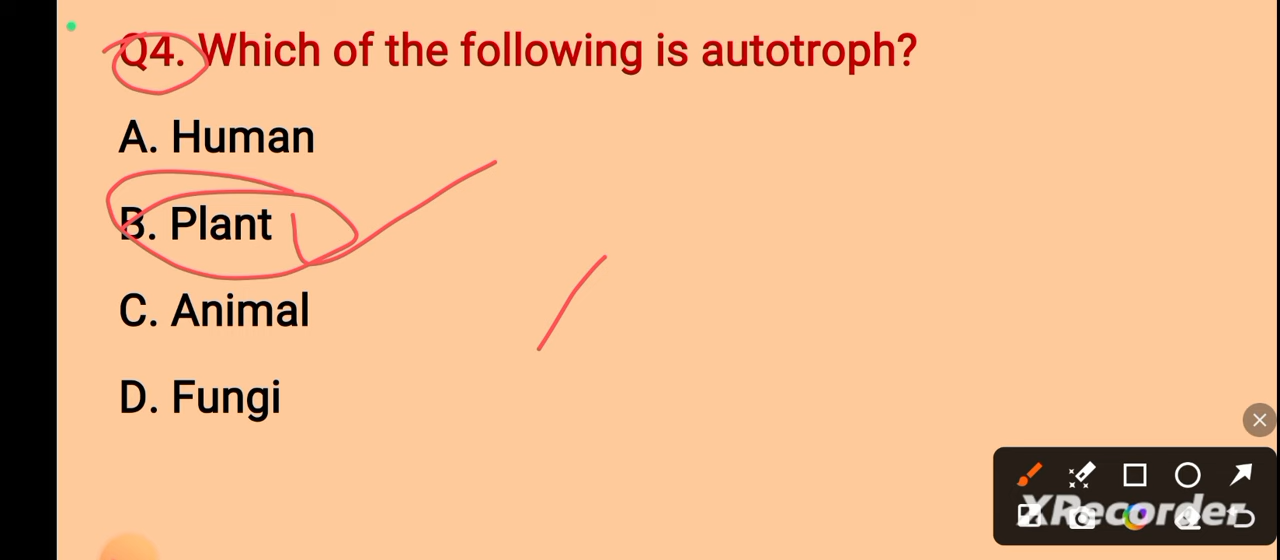 Q4. Which of the following is autotroph?
A. Human
B. Plant
C. Animal
D. Fungi
XRecorder